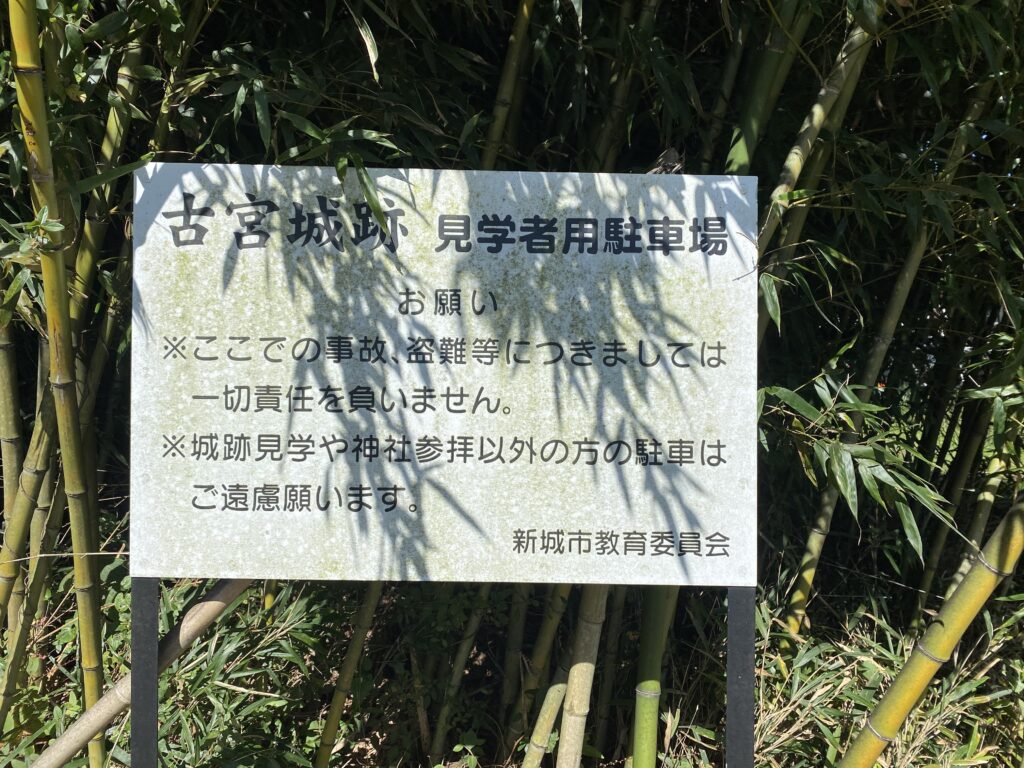 古宮城跡 見学者用駐車場
お願い
※ここでの事故、盗難等につきましては
一切責任を負いません。
※城跡見学や神社参拝以外の方の駐車は
ご遠慮願います。
新城市教育委員会